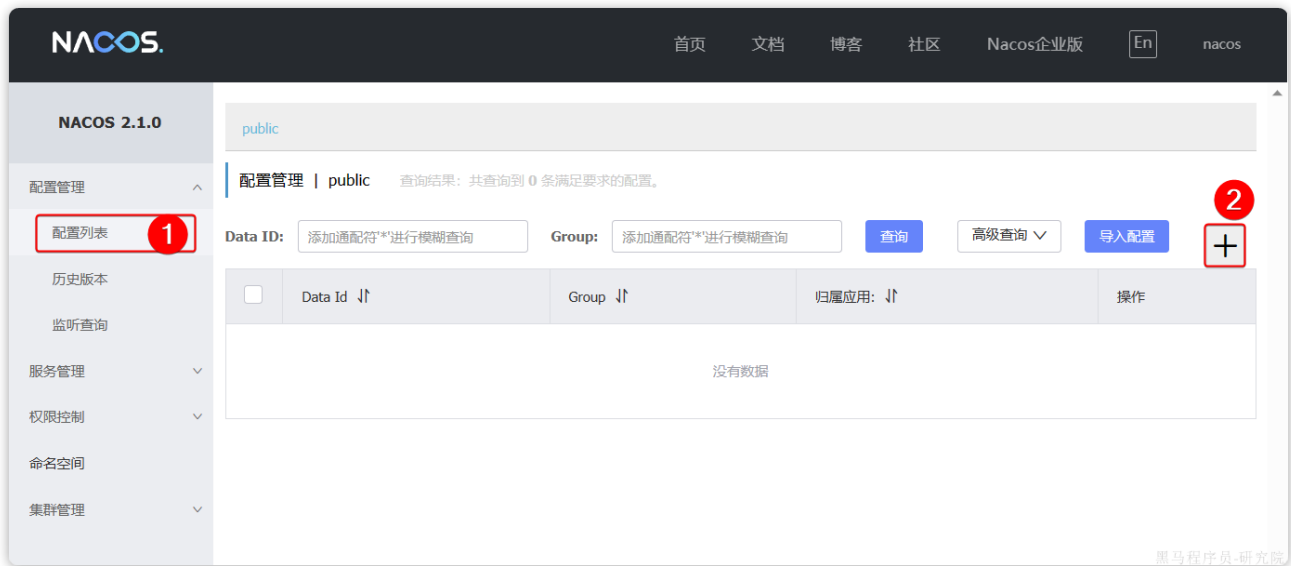 NACOS.
首页 文档 博客 社区 Nacos企业版 En nacos
NACOS 2.1.0
配置管理
配置列表 1
历史版本
监听查询
服务管理
权限控制
命名空间
集群管理
public
配置管理 | public 查询结果：共查询到 0 条满足要求的配置。
2
Data ID: 添加通配符'*'进行模糊查询 Group: 添加通配符'*'进行模糊查询 查询 高级查询 导入配置 +
Data Id Group 归属应用: 操作
没有数据
黑马程序员-研究院